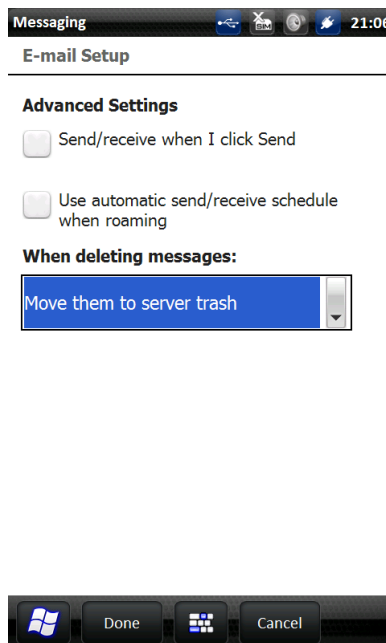 Messaging
21:06
E-mail Setup
Advanced Settings
Send/receive when I click Send
Use automatic send/receive schedule
when roaming
When deleting messages:
Move them to server trash
Done
Cancel